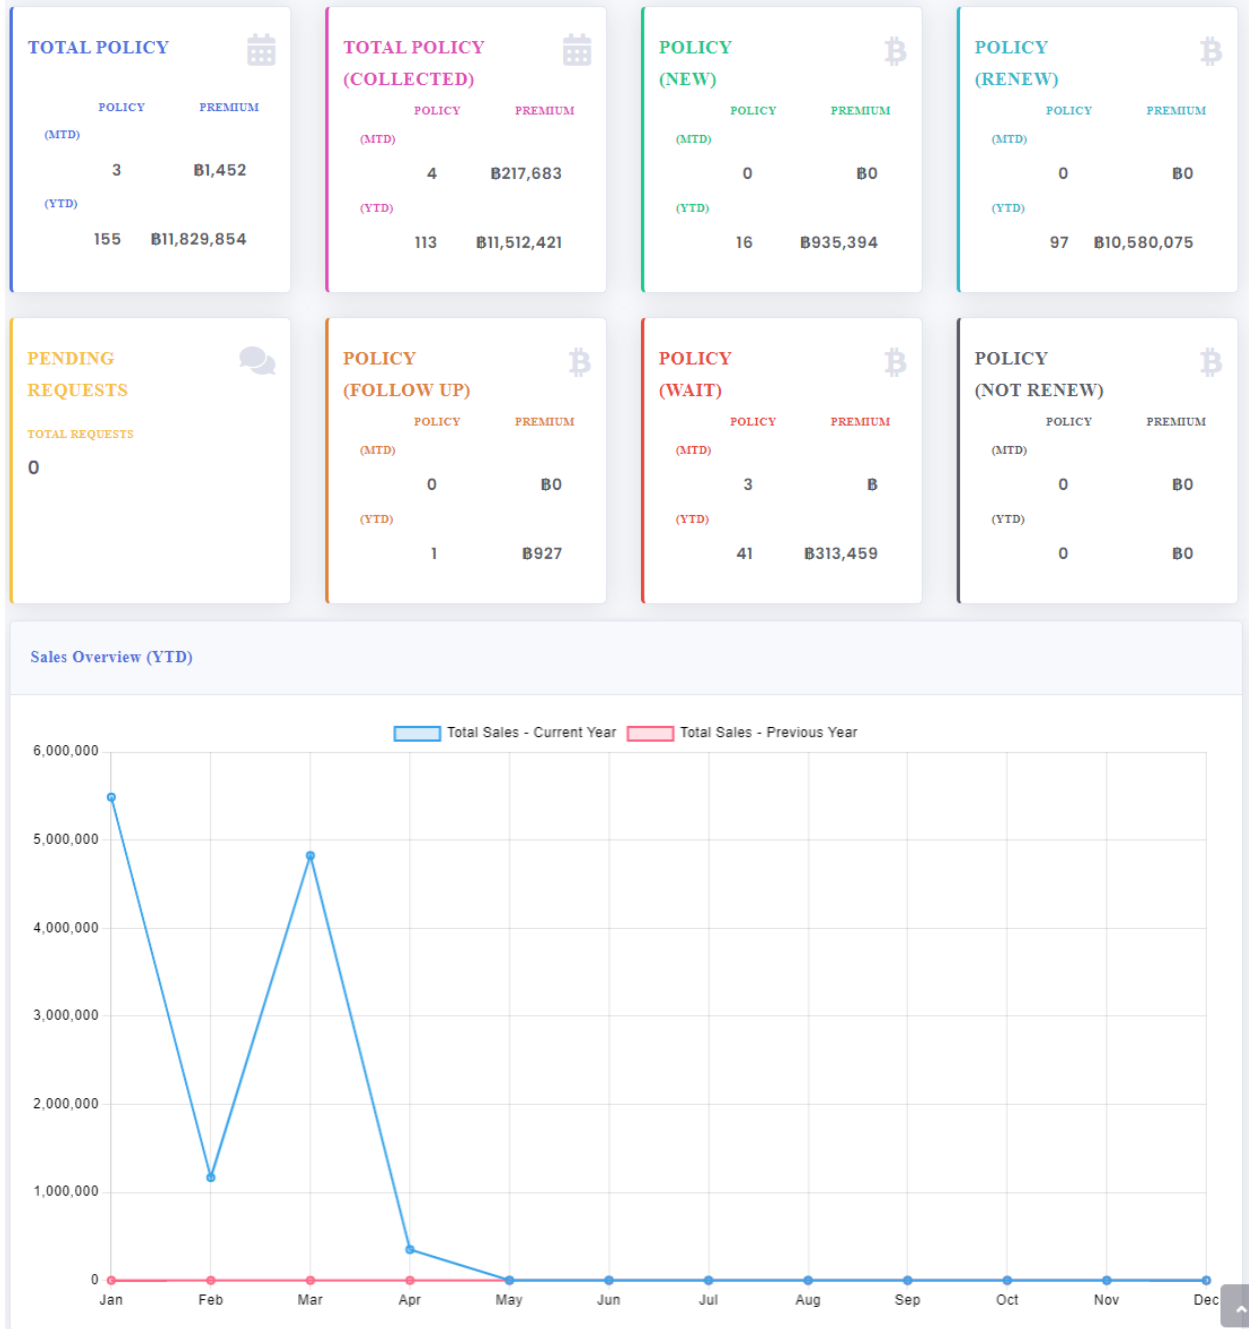 TOTAL POLICY
POLICY PREMIUM
(MTD)
3 ฿1,452
(YTD)
155 ฿11,829,854
TOTAL POLICY
(COLLECTED)
POLICY PREMIUM
(MTD)
4 ฿217,683
(YTD)
113 ฿11,512,421
POLICY
(NEW)
POLICY PREMIUM
(MTD)
0 ฿0
(YTD)
16 ฿935,394
POLICY
(RENEW)
POLICY PREMIUM
(MTD)
0 ฿0
(YTD)
97 ฿10,580,075
PENDING
REQUESTS
TOTAL REQUESTS
0
POLICY
(FOLLOW UP)
POLICY PREMIUM
(MTD)
0 ฿0
(YTD)
1 ฿927
POLICY
(WAIT)
POLICY PREMIUM
(MTD)
3 ฿
(YTD)
41 ฿313,459
POLICY
(NOT RENEW)
POLICY PREMIUM
(MTD)
0 ฿0
(YTD)
0 ฿0
Sales Overview (YTD)
Total Sales - Current Year Total Sales - Previous Year
6,000,000
5,000,000
4,000,000
3,000,000
2,000,000
1,000,000
0
Jan Feb Mar Apr May Jun Jul Aug Sep Oct Nov Dec